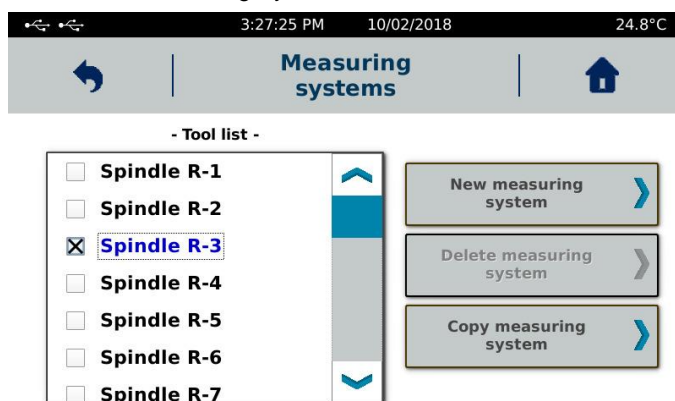 3:27:25 PM 10/02/2018 24.8°C
Measuring
systems
- Tool list -
Spindle R-1
Spindle R-2
Spindle R-3
Spindle R-4
Spindle R-5
Spindle R-6
Spindle R-7
New measuring
system
Delete measuring
system
Copy measuring
system